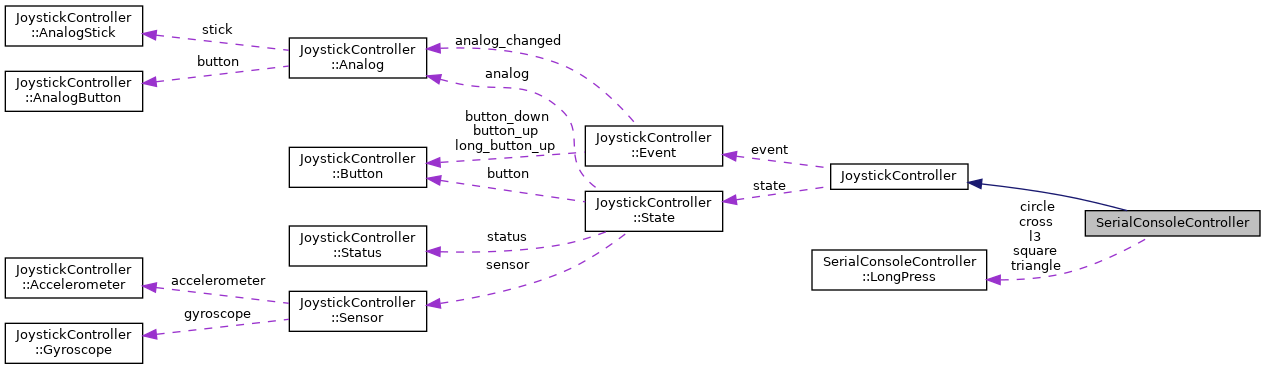 JoystickController
::AnalogStick
stick
JoystickController
::Analog
analog_changed
button
JoystickController
::AnalogButton
analog
button_down
button_up
long_button_up
JoystickController
::Event
event
JoystickController
::Button
button
JoystickController
state
JoystickController
::State
circle
cross
l3
square
triangle
SerialConsoleController
JoystickController
::Status
status
sensor
SerialConsoleController
::LongPress
JoystickController
::Accelerometer
accelerometer
JoystickController
::Sensor
gyroscope
JoystickController
::Gyroscope